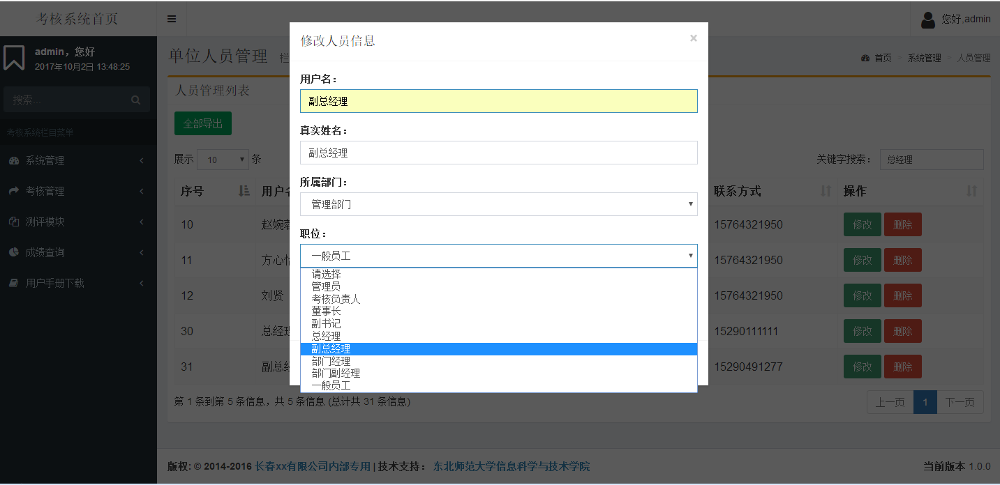 考核系统首页
您好,admin
admin，您好
2017年10月2日 13:48:25
搜索...
考核系统栏目菜单
系统管理
考核管理
测评模块
成绩查询
用户手册下载
单位人员管理 栏
首页 > 系统管理 > 人员管理
人员管理列表
全部导出
展示 10 条
关键字搜索： 总经理
序号 用户名 联系方式 操作
10 赵婉蓉 15764321950 修改 删除
11 方心怡 15764321950 修改 删除
12 刘贤 15764321950 修改 删除
30 总经理 15290111111 修改 删除
31 副总经 15290491277 修改 删除
第 1 条到第 5 条信息，共 5 条信息 (总计共 31 条信息)
上一页 1 下一页
修改人员信息 ×
用户名：
副总经理
真实姓名：
副总经理
所属部门：
管理部门
职位：
一般员工
请选择
管理员
考核负责人
董事长
副书记
总经理
副总经理
部门经理
部门副经理
一般员工
版权: © 2014-2016 长春xx有限公司内部专用 | 技术支持： 东北师范大学信息科学与技术学院
当前版本 1.0.0